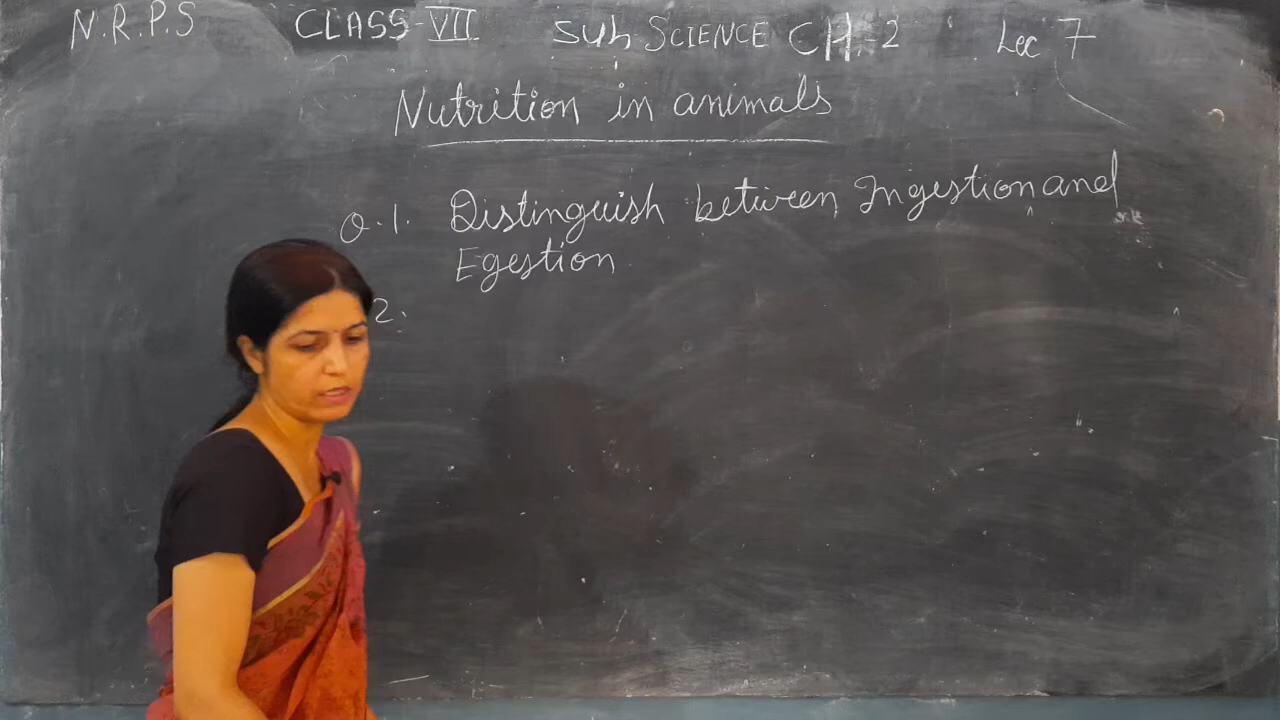 N.R.P.S CLASS-VII Sub SCIENCE CH.-2 Lec 7
Nutrition in animals
Q.1. Distinguish between Ingestion and
Egestion
2.